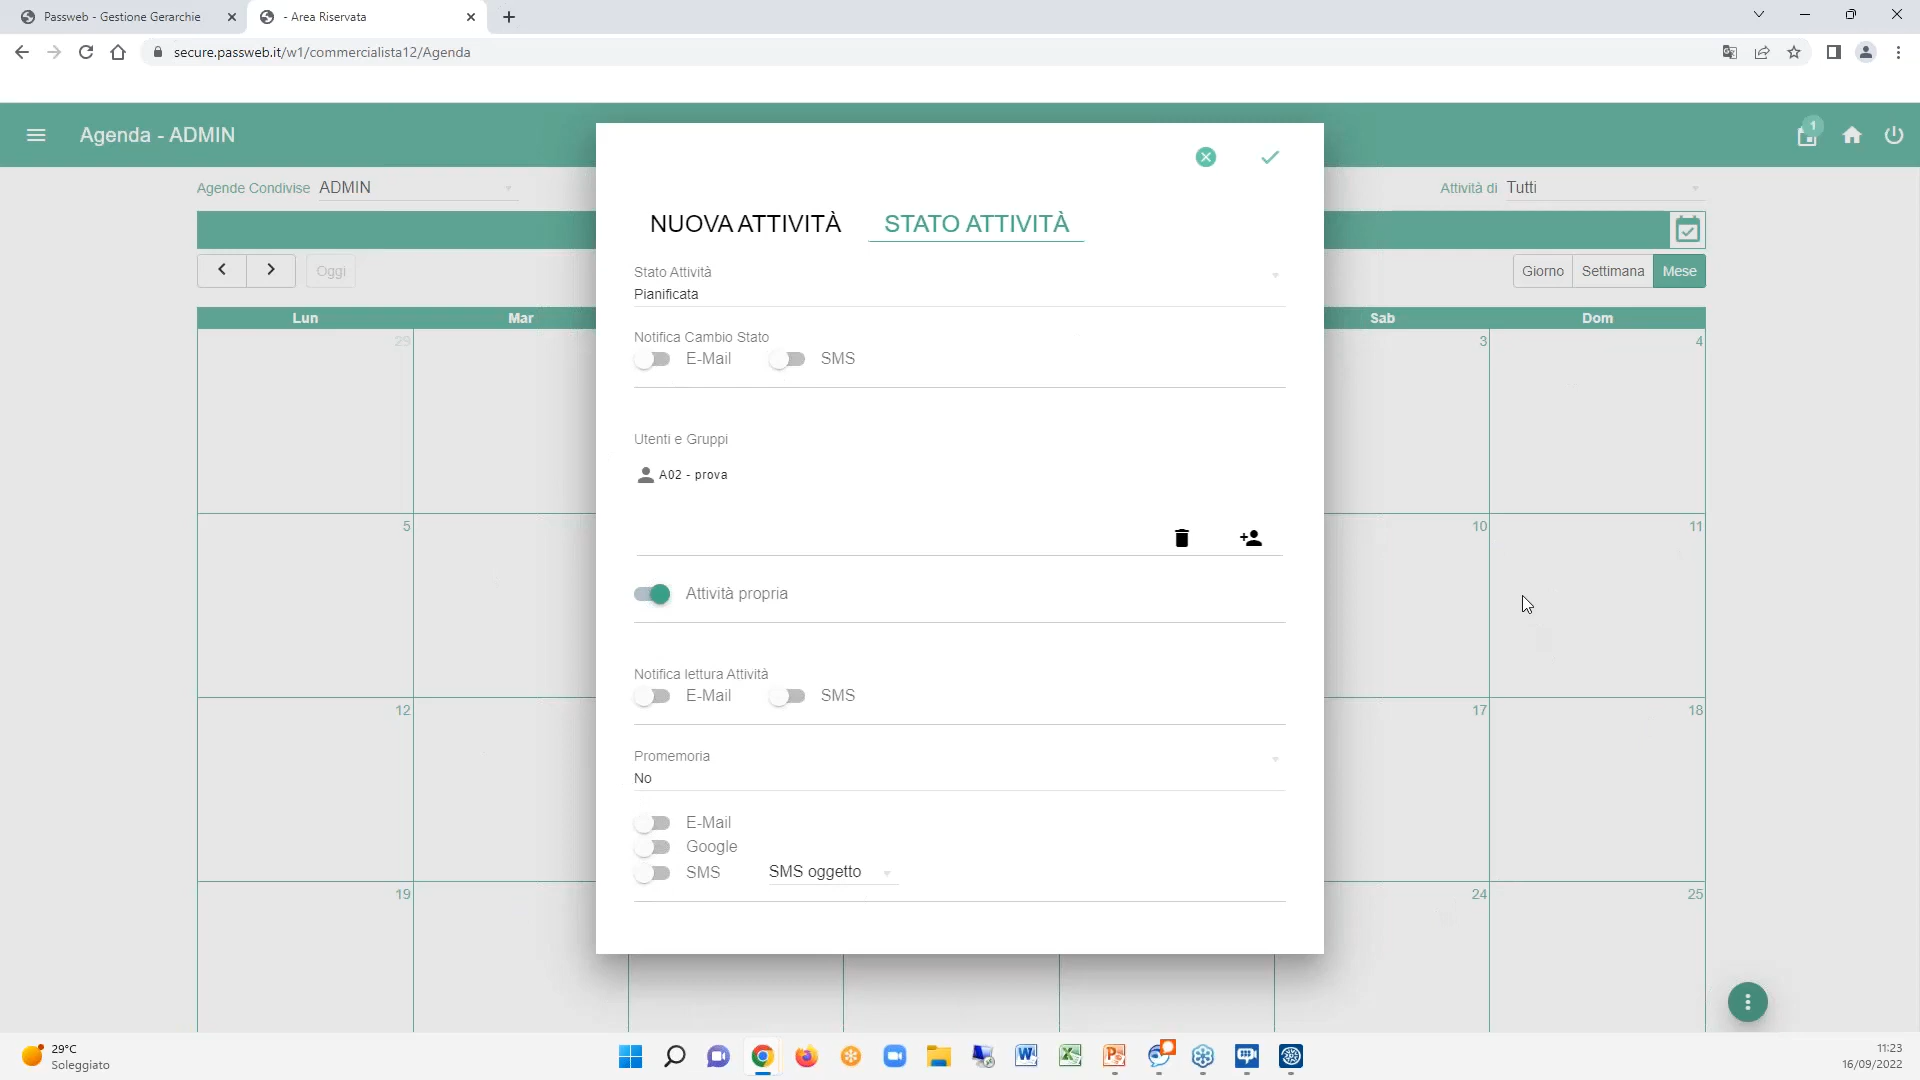 Passweb - Gestione Gerarchie
- Area Riservata
secure.passweb.it/w1/commercialista12/Agenda
Agenda - ADMIN
1
Agende Condivise ADMIN
Attività di Tutti
Oggi
Giorno Settimana Mese
Lun Mar Sab Dom
29 3 4
5 10 11
12 17 18
19 24 25
NUOVA ATTIVITÀ STATO ATTIVITÀ
Stato Attività
Pianificata
Notifica Cambio Stato
E-Mail SMS
Utenti e Gruppi
A02 - prova
Attività propria
Notifica lettura Attività
E-Mail SMS
Promemoria
No
E-Mail
Google
SMS SMS oggetto
29°C
Soleggiato
11:23
16/09/2022